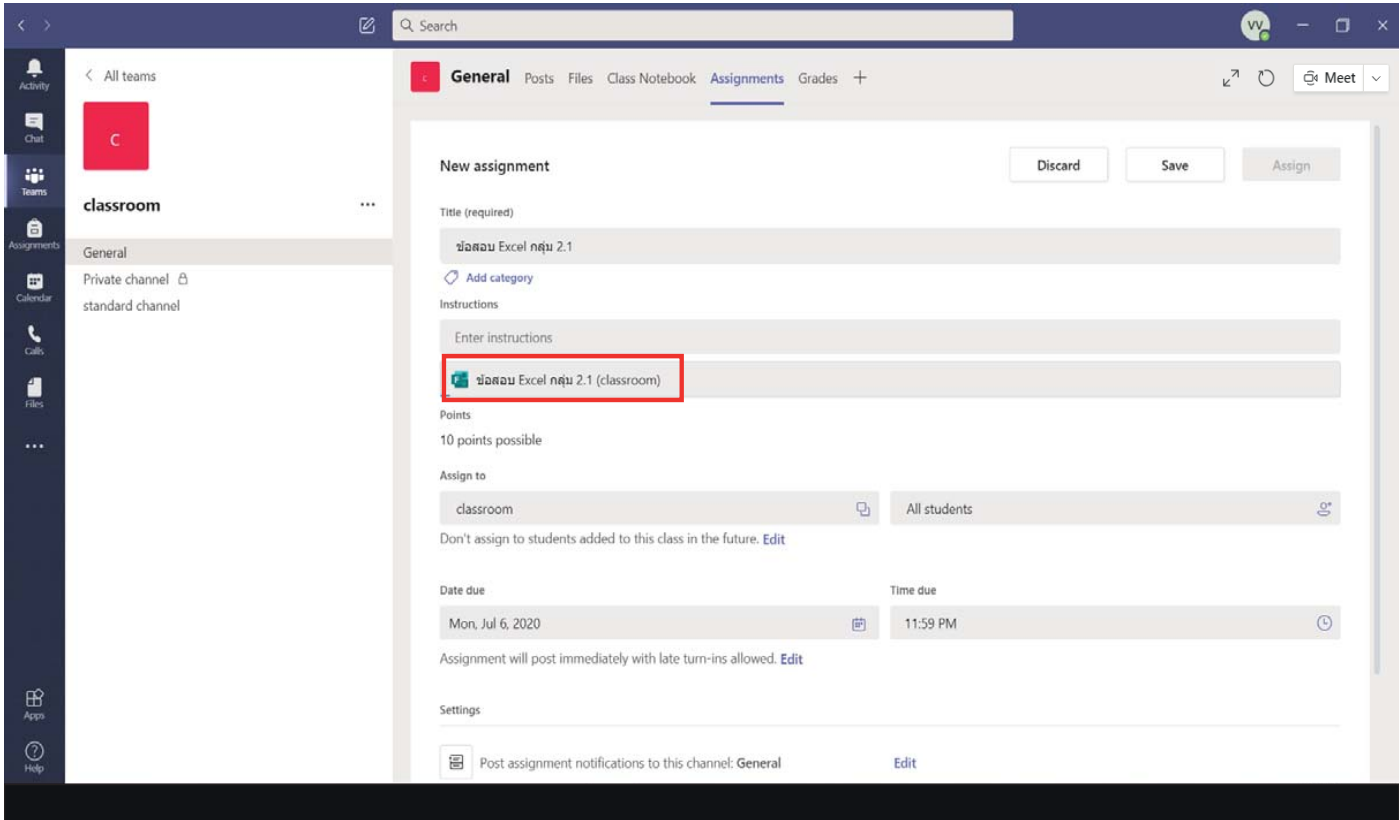 Search
VV
Activity
Chat
Teams
Assignments
Calendar
Calls
Files
Apps
Help
All teams
C
classroom
General
Private channel
standard channel
C
General Posts Files Class Notebook Assignments Grades
Meet
New assignment
Discard Save Assign
Title (required)
ข้อสอบ Excel กลุ่ม 2.1
Add category
Instructions
Enter instructions
ข้อสอบ Excel กลุ่ม 2.1 (classroom)
Points
10 points possible
Assign to
classroom
All students
Don't assign to students added to this class in the future. Edit
Date due Time due
Mon, Jul 6, 2020 11:59 PM
Assignment will post immediately with late turn-ins allowed. Edit
Settings
Post assignment notifications to this channel: General Edit